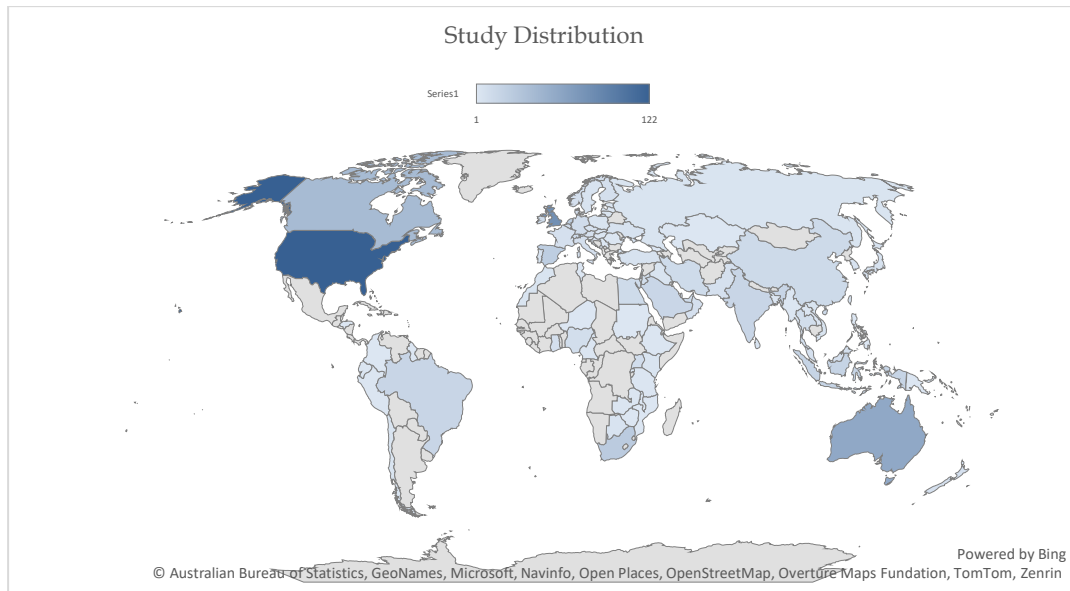 Study Distribution
Series1
1 122
Powered by Bing
© Australian Bureau of Statistics, GeoNames, Microsoft, Navinfo, Open Places, OpenStreetMap, Overture Maps Fundation, TomTom, Zenrin